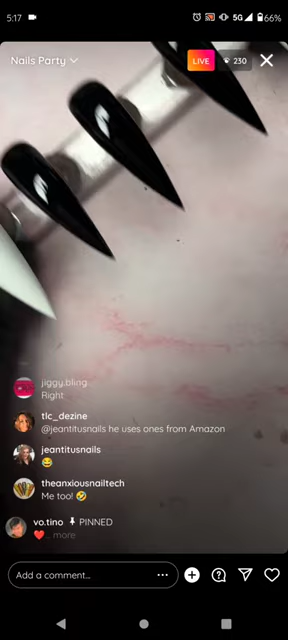 5:17
5G
66%
Nails Party
LIVE
230
jiggy.bling
Right
tlc_dezine
@jeantitusnails he uses ones from Amazon
jeantitusnails
😂
theanxiousnailtech
Me too! 🤣
vo.tino PINNED
❤️... more
Add a comment...